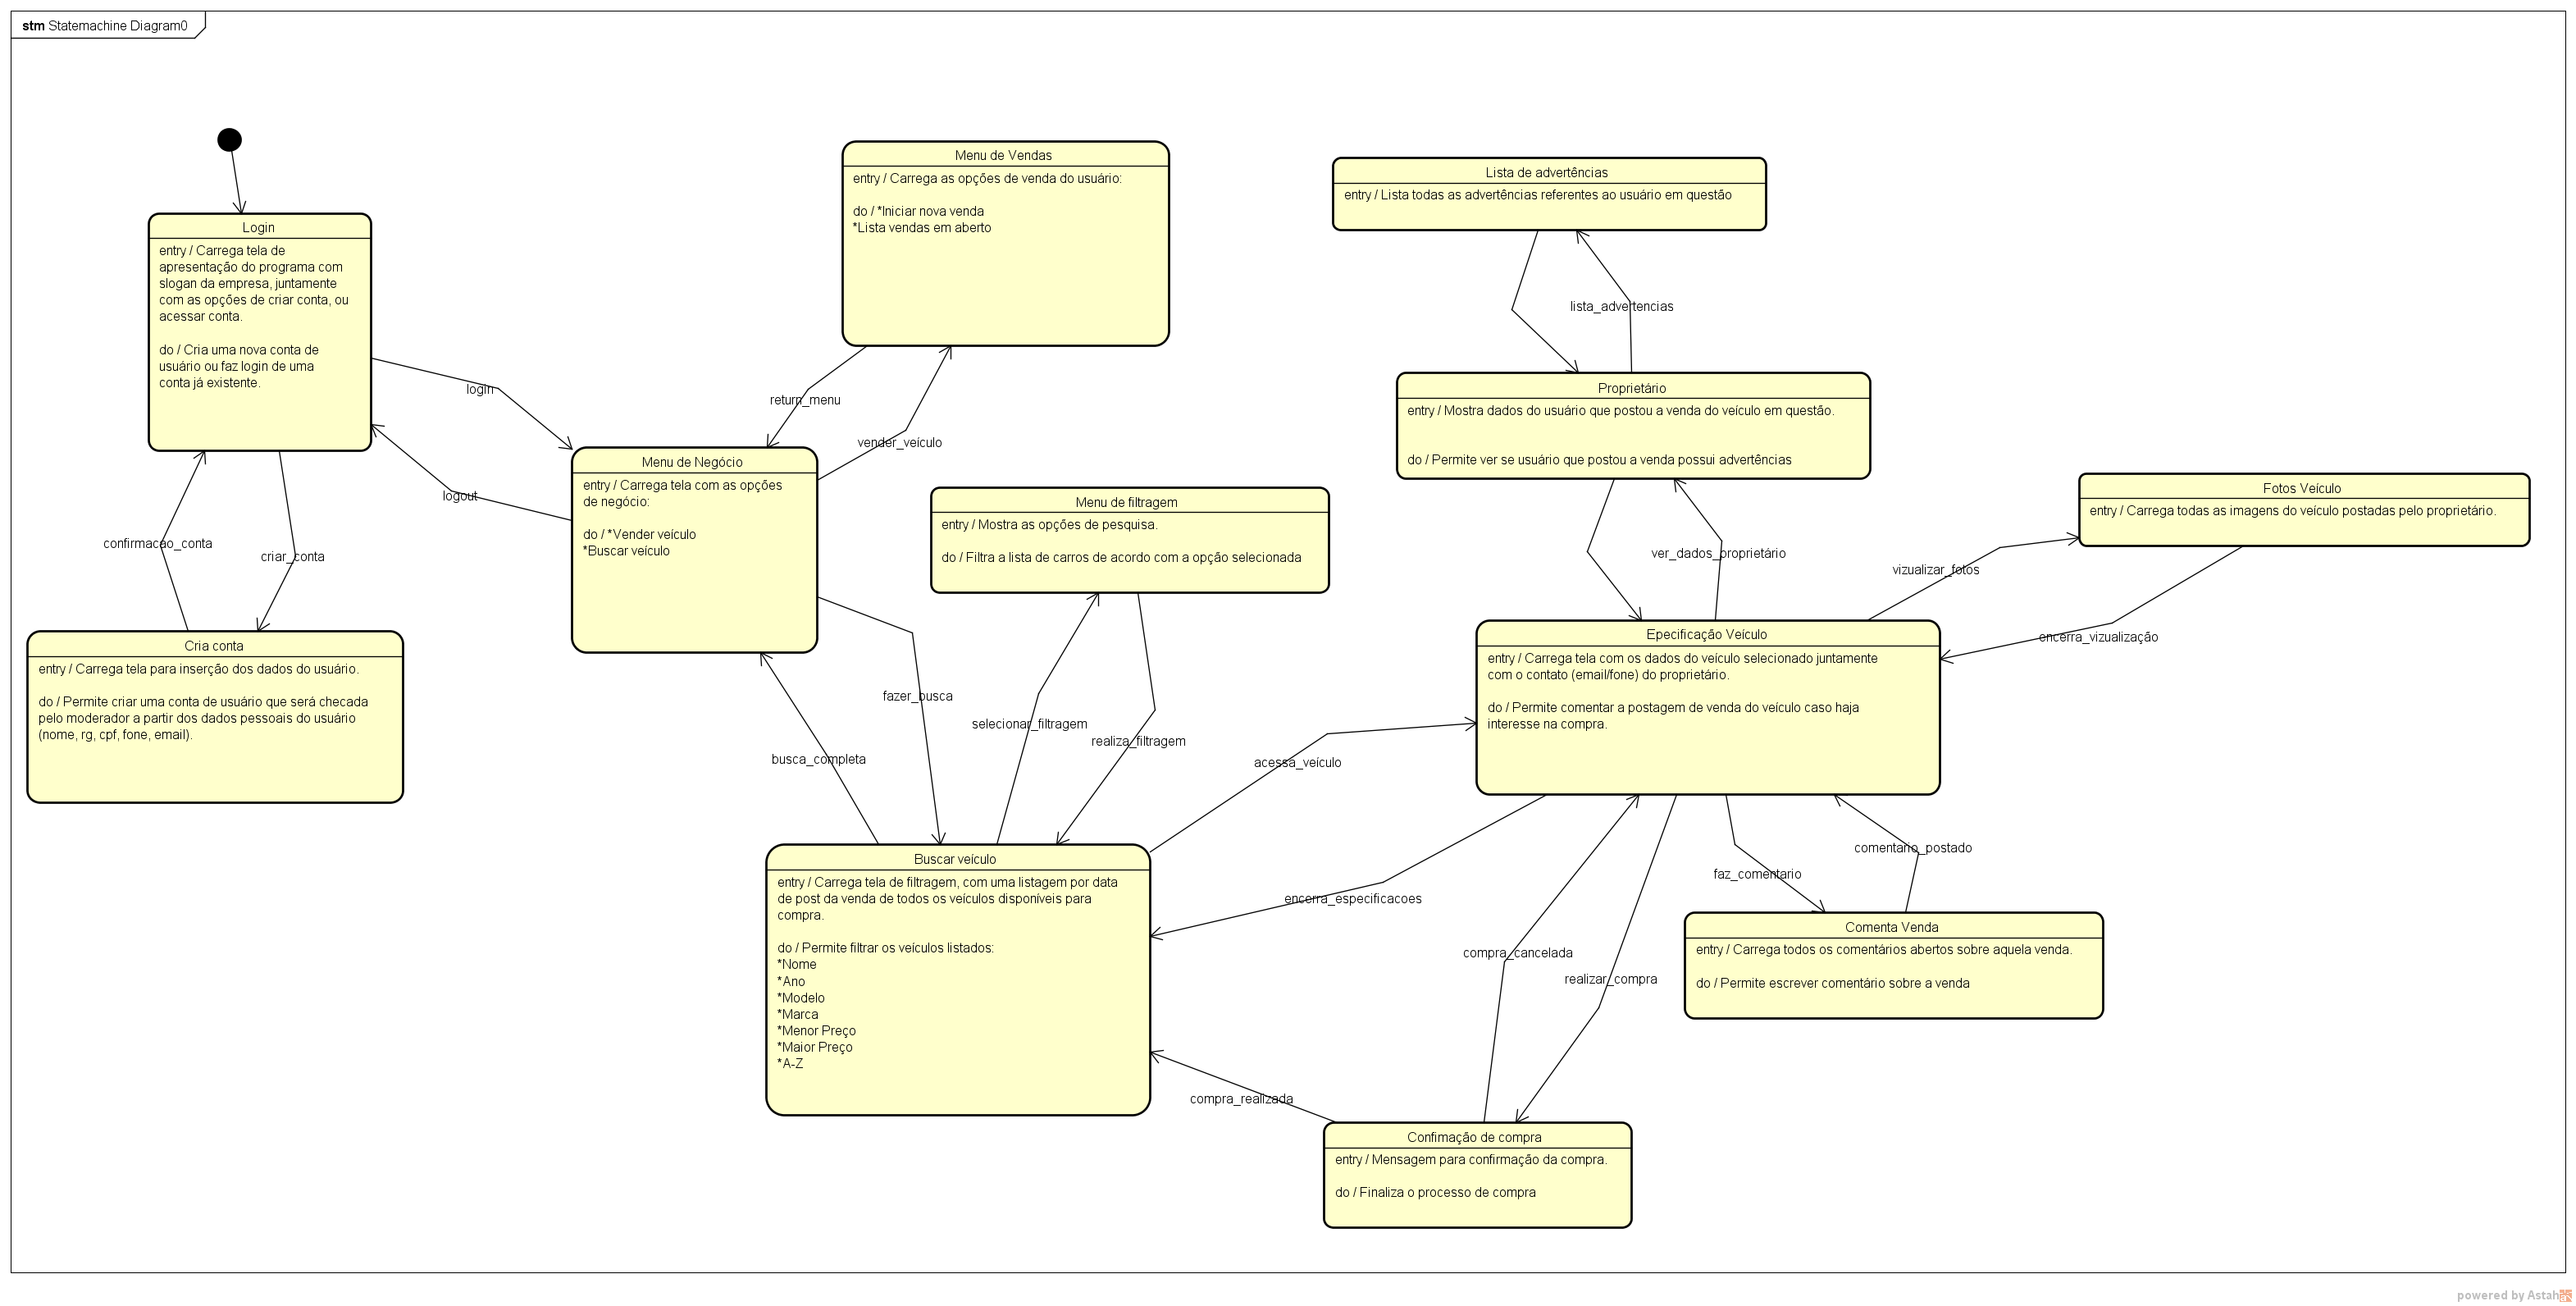 stm Statemachine Diagram0
Login
entry / Carrega tela de
apresentação do programa com
slogan da empresa, juntamente
com as opções de criar conta, ou
acessar conta.
do / Cria uma nova conta de
usuário ou faz login de uma
conta já existente.
login
logout
confirmacao_conta
criar_conta
Cria conta
entry / Carrega tela para inserção dos dados do usuário.
do / Permite criar uma conta de usuário que será checada
pelo moderador a partir dos dados pessoais do usuário
(nome, rg, cpf, fone, email).
Menu de Vendas
entry / Carrega as opções de venda do usuário:
do / *Iniciar nova venda
*Lista vendas em aberto
return_menu
vender_veículo
Menu de Negócio
entry / Carrega tela com as opções
de negócio:
do / *Vender veículo
*Buscar veículo
Menu de filtragem
entry / Mostra as opções de pesquisa.
do / Filtra a lista de carros de acordo com a opção selecionada
fazer_busca
busca_completa
selecionar_filtragem
realiza_filtragem
Buscar veículo
entry / Carrega tela de filtragem, com uma listagem por data
de post da venda de todos os veículos disponíveis para
compra.
do / Permite filtrar os veículos listados:
*Nome
*Ano
*Modelo
*Marca
*Menor Preço
*Maior Preço
*A-Z
Lista de advertências
entry / Lista todas as advertências referentes ao usuário em questão
lista_advertencias
Proprietário
entry / Mostra dados do usuário que postou a venda do veículo em questão.
do / Permite ver se usuário que postou a venda possui advertências
ver_dados_proprietário
Fotos Veículo
entry / Carrega todas as imagens do veículo postadas pelo proprietário.
vizualizar_fotos
encerra_vizualização
Epecificação Veículo
entry / Carrega tela com os dados do veículo selecionado juntamente
com o contato (email/fone) do proprietário.
do / Permite comentar a postagem de venda do veículo caso haja
interesse na compra.
acessa_veículo
encerra_especificacoes
compra_cancelada
realizar_compra
faz_comentario
comentario_postado
Comenta Venda
entry / Carrega todos os comentários abertos sobre aquela venda.
do / Permite escrever comentário sobre a venda
compra_realizada
Confimação de compra
entry / Mensagem para confirmação da compra.
do / Finaliza o processo de compra
powered by Astah